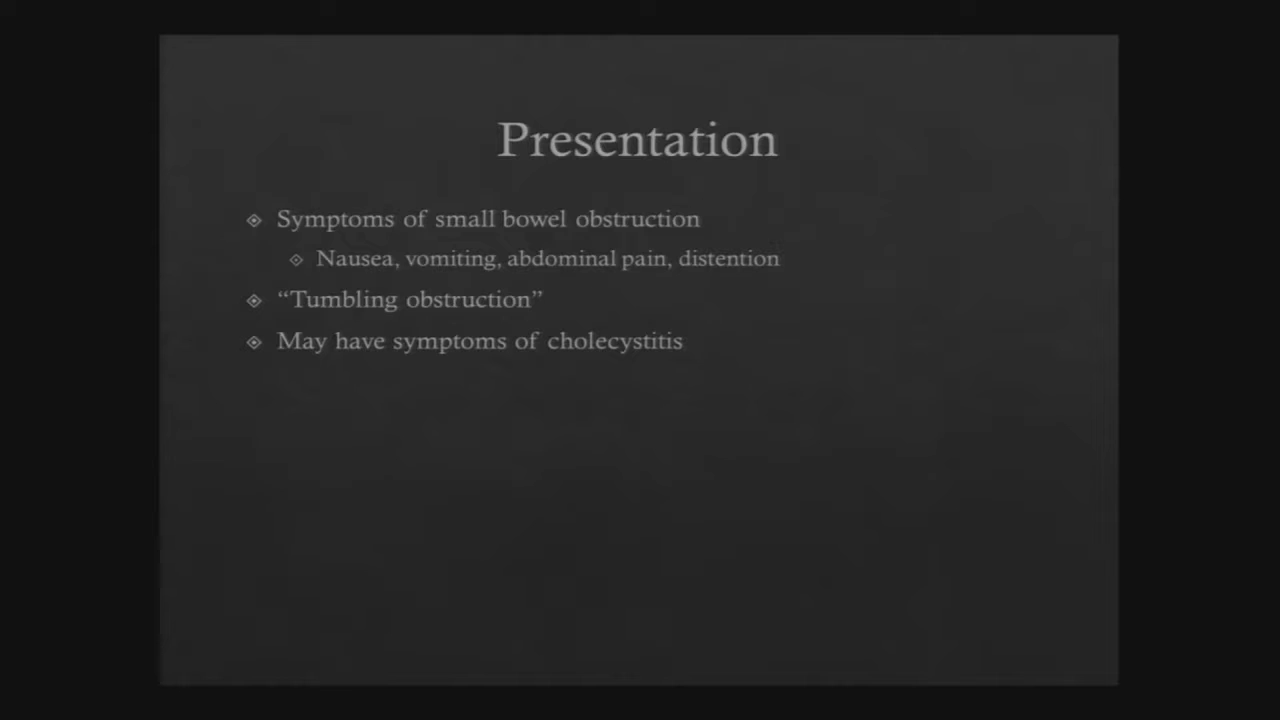 Presentation
Symptoms of small bowel obstruction
Nausea, vomiting, abdominal pain, distention
“Tumbling obstruction”
May have symptoms of cholecystitis